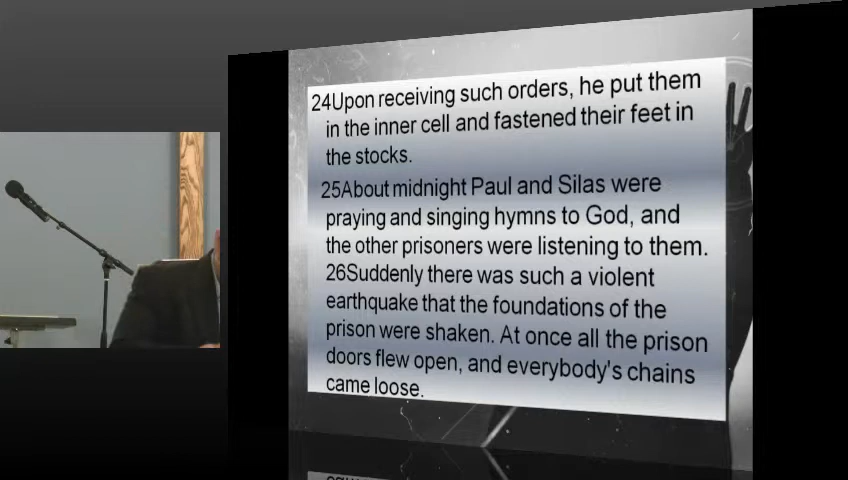 24Upon receiving such orders, he put them
in the inner cell and fastened their feet in
the stocks.
25About midnight Paul and Silas were
praying and singing hymns to God, and
the other prisoners were listening to them.
26Suddenly there was such a violent
earthquake that the foundations of the
prison were shaken. At once all the prison
doors flew open, and everybody's chains
came loose.